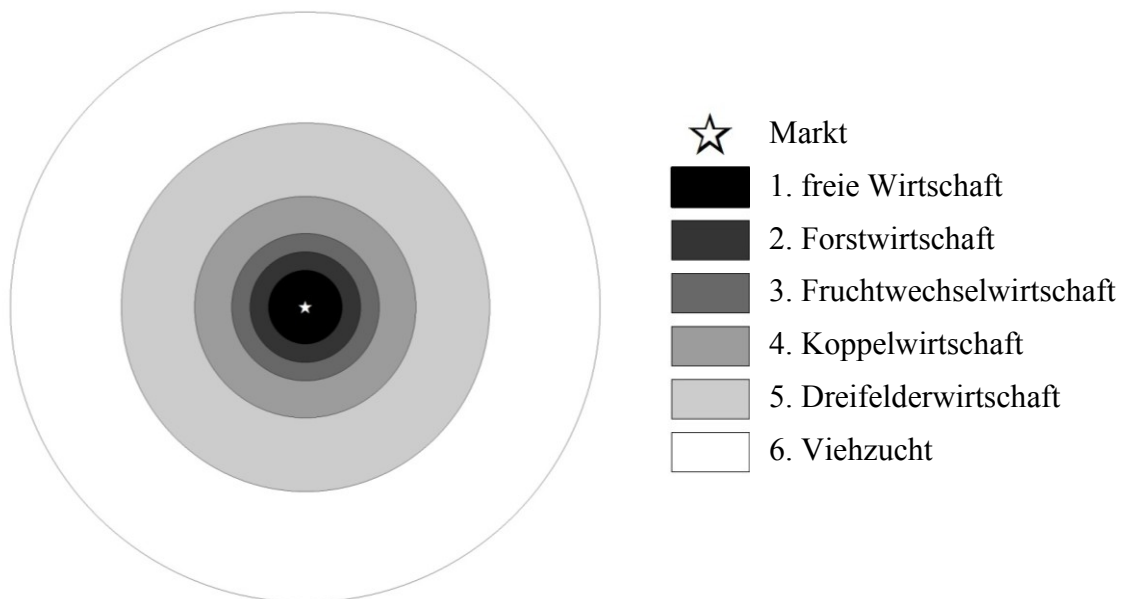 Markt
1. freie Wirtschaft
2. Forstwirtschaft
3. Fruchtwechselwirtschaft
4. Koppelwirtschaft
5. Dreifelderwirtschaft
6. Viehzucht